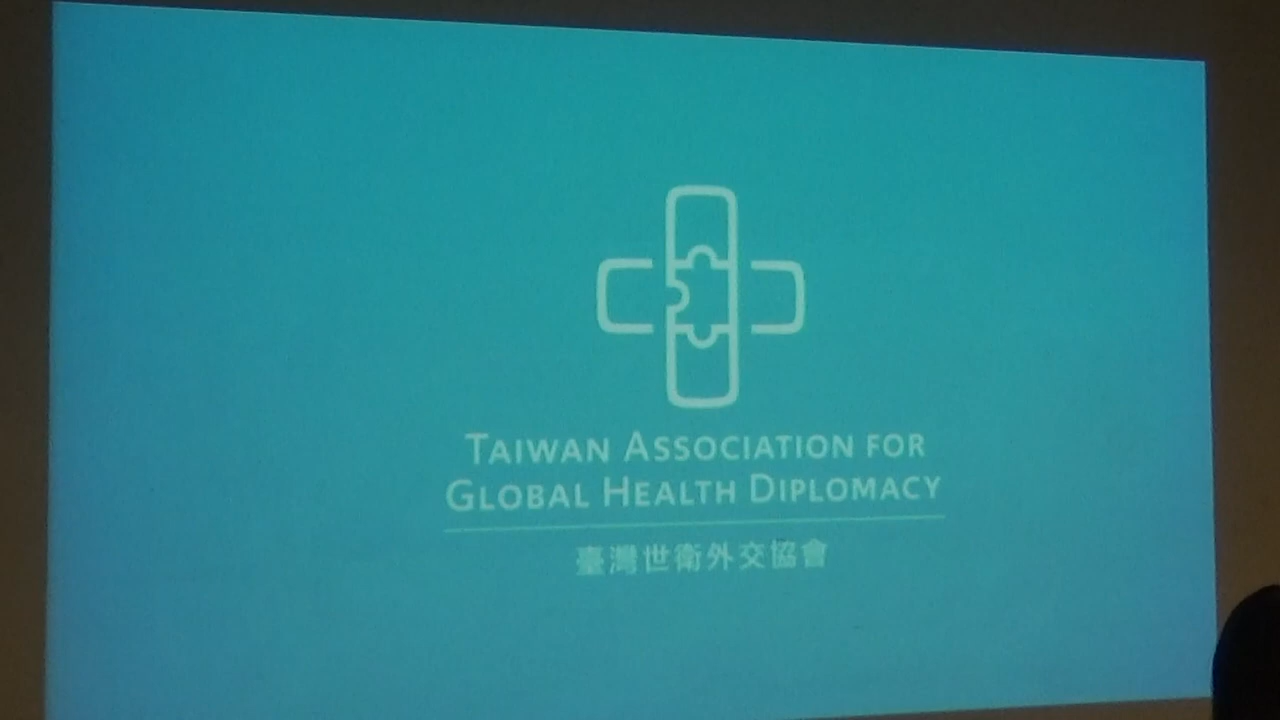 TAIWAN ASSOCIATION FOR
GLOBAL HEALTH DIPLOMACY
臺灣世衛外交協會